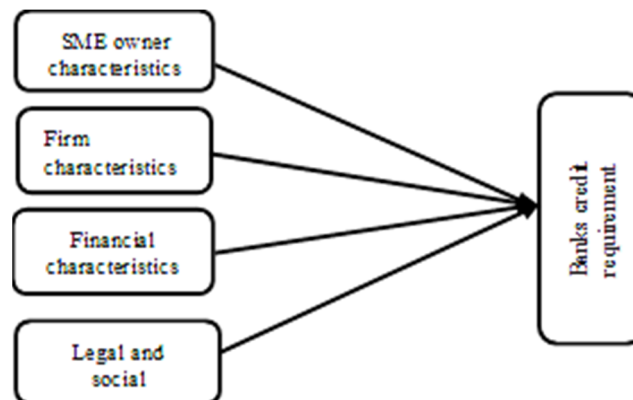 SME owner
characteristics
Firm
characteristics
Financial
characteristics
Legal and
social
Banks credit
requirement